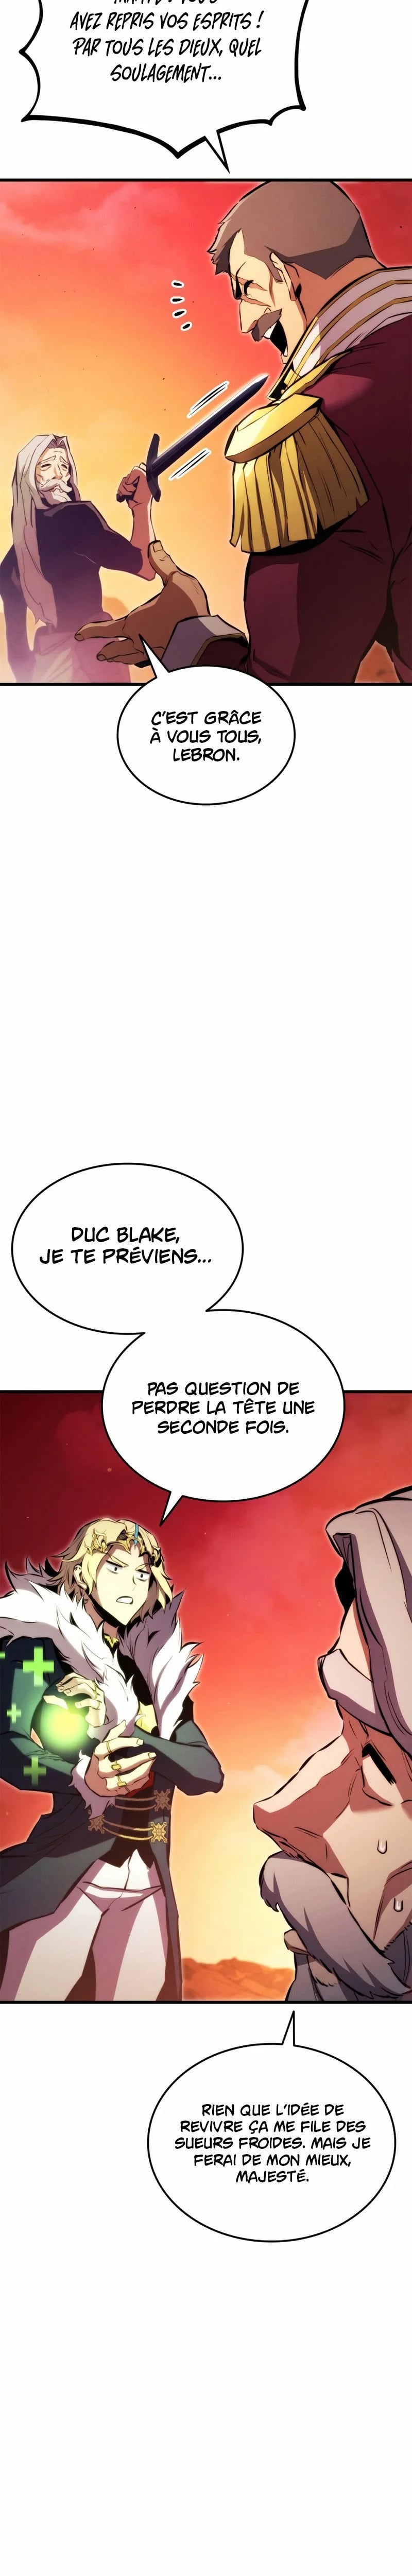 AVEZ REPRIS VOS ESPRITS !
PAR TOUS LES DIEUX, QUEL
SOULAGEMENT...
C'EST GRÂCE
À VOUS TOUS,
LEBRON.
DUC BLAKE,
JE TE PRÉVIENS...
PAS QUESTION DE
PERDRE LA TÊTE UNE
SECONDE FOIS.
RIEN QUE L'IDÉE DE
REVIVRE ÇA ME FILE DES
SUEURS FROIDES. MAIS JE
FERAI DE MON MIEUX,
MAJESTÉ.